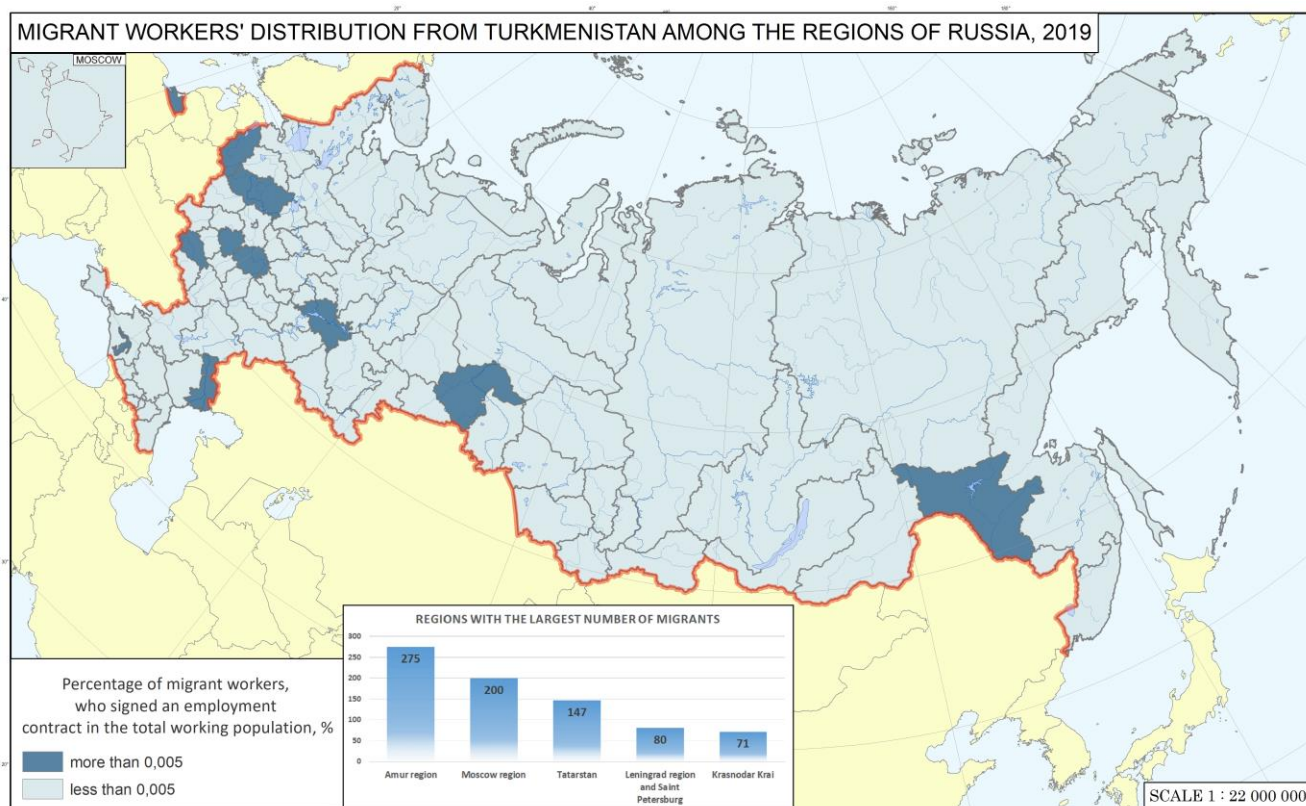 MIGRANT WORKERS' DISTRIBUTION FROM TURKMENISTAN AMONG THE REGIONS OF RUSSIA, 2019
MOSCOW
REGIONS WITH THE LARGEST NUMBER OF MIGRANTS
300
250
200
150
100
50
0
275
200
147
80
71
Amur region
Moscow region
Tatarstan
Leningrad region
and Saint
Petersburg
Krasnodar Krai
Percentage of migrant workers,
who signed an employment
contract in the total working population, %
more than 0,005
less than 0,005
SCALE 1 : 22 000 000